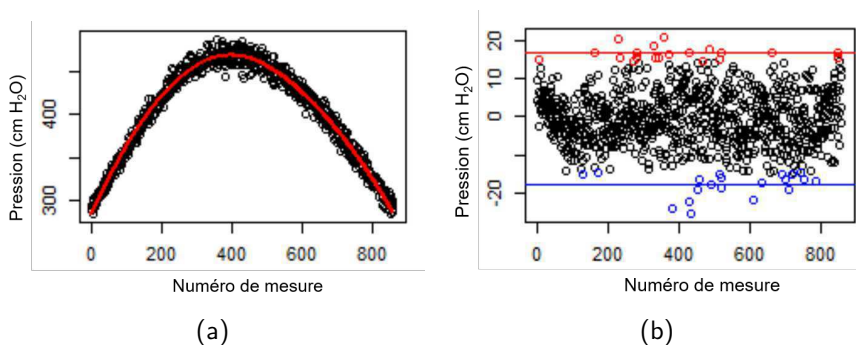 Pression (cm H₂O)
400
300
0 200 400 600 800
Numéro de mesure
(a)
Pression (cm H₂O)
20
10
0
-20
0 200 400 600 800
Numéro de mesure
(b)